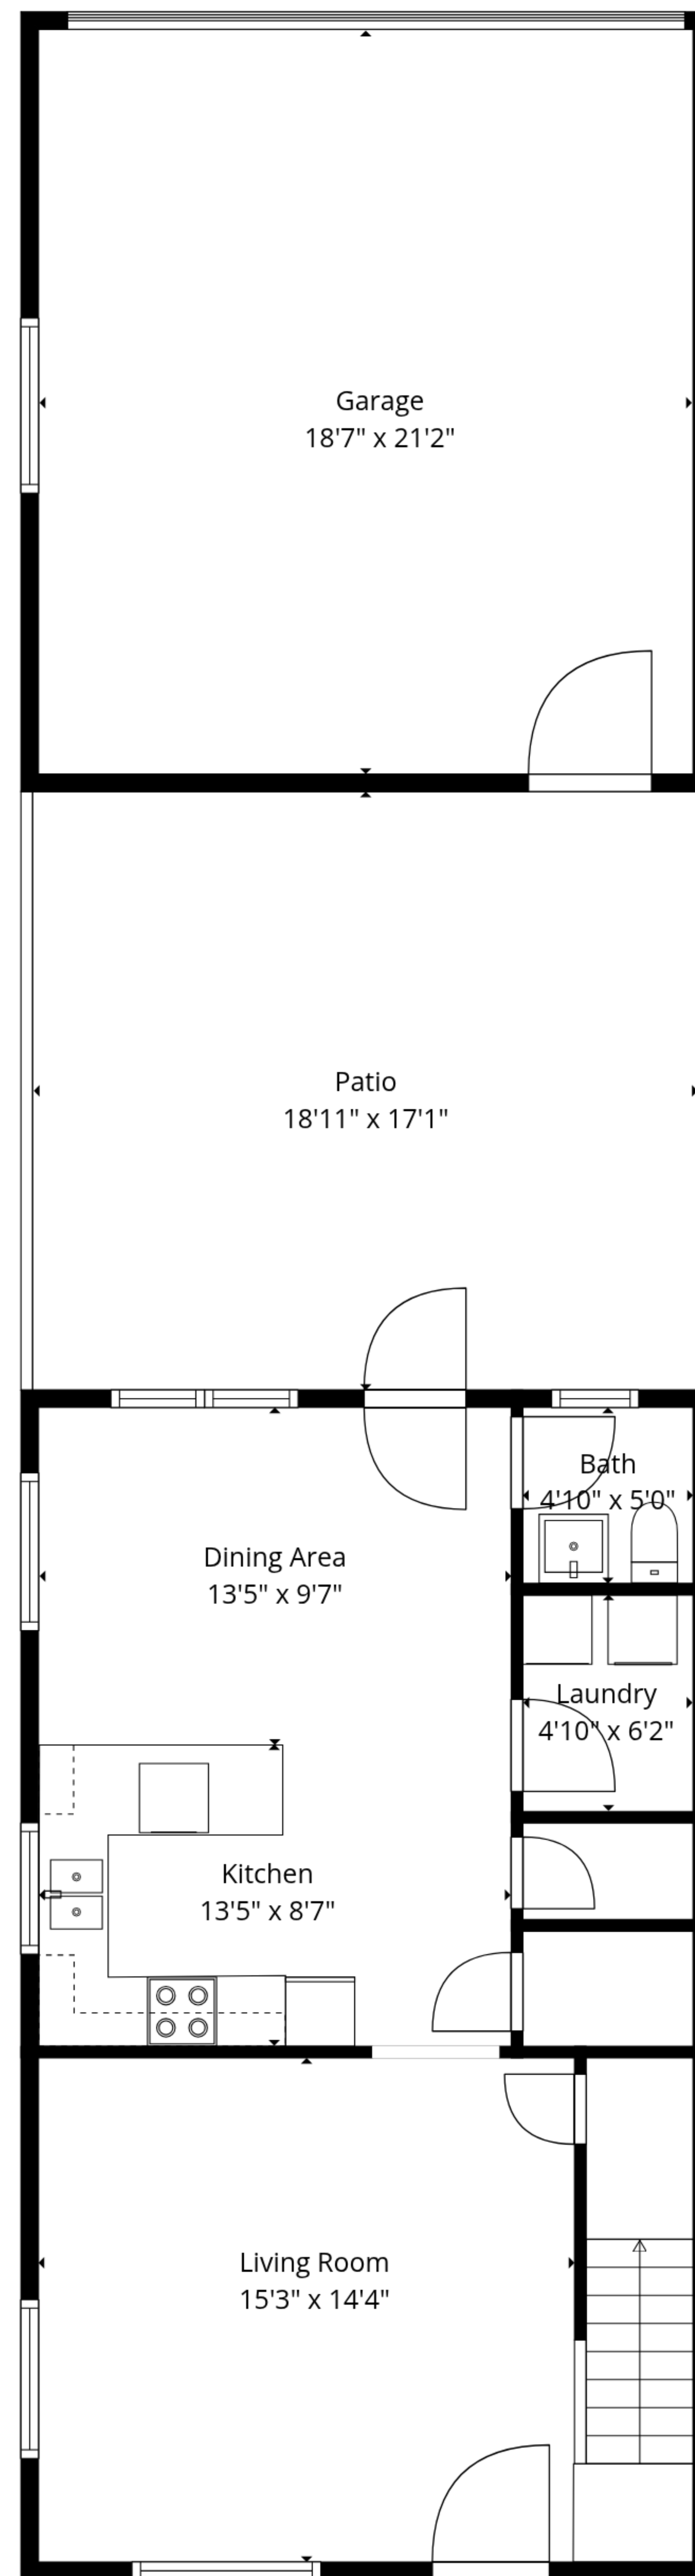 Garage
18'7" x 21'2"
Patio
18'11" x 17'1"
Bath
4'10" x 5'0"
Dining Area
13'5" x 9'7"
Laundry
4'10" x 6'2"
Kitchen
13'5" x 8'7"
Living Room
15'3" x 14'4"